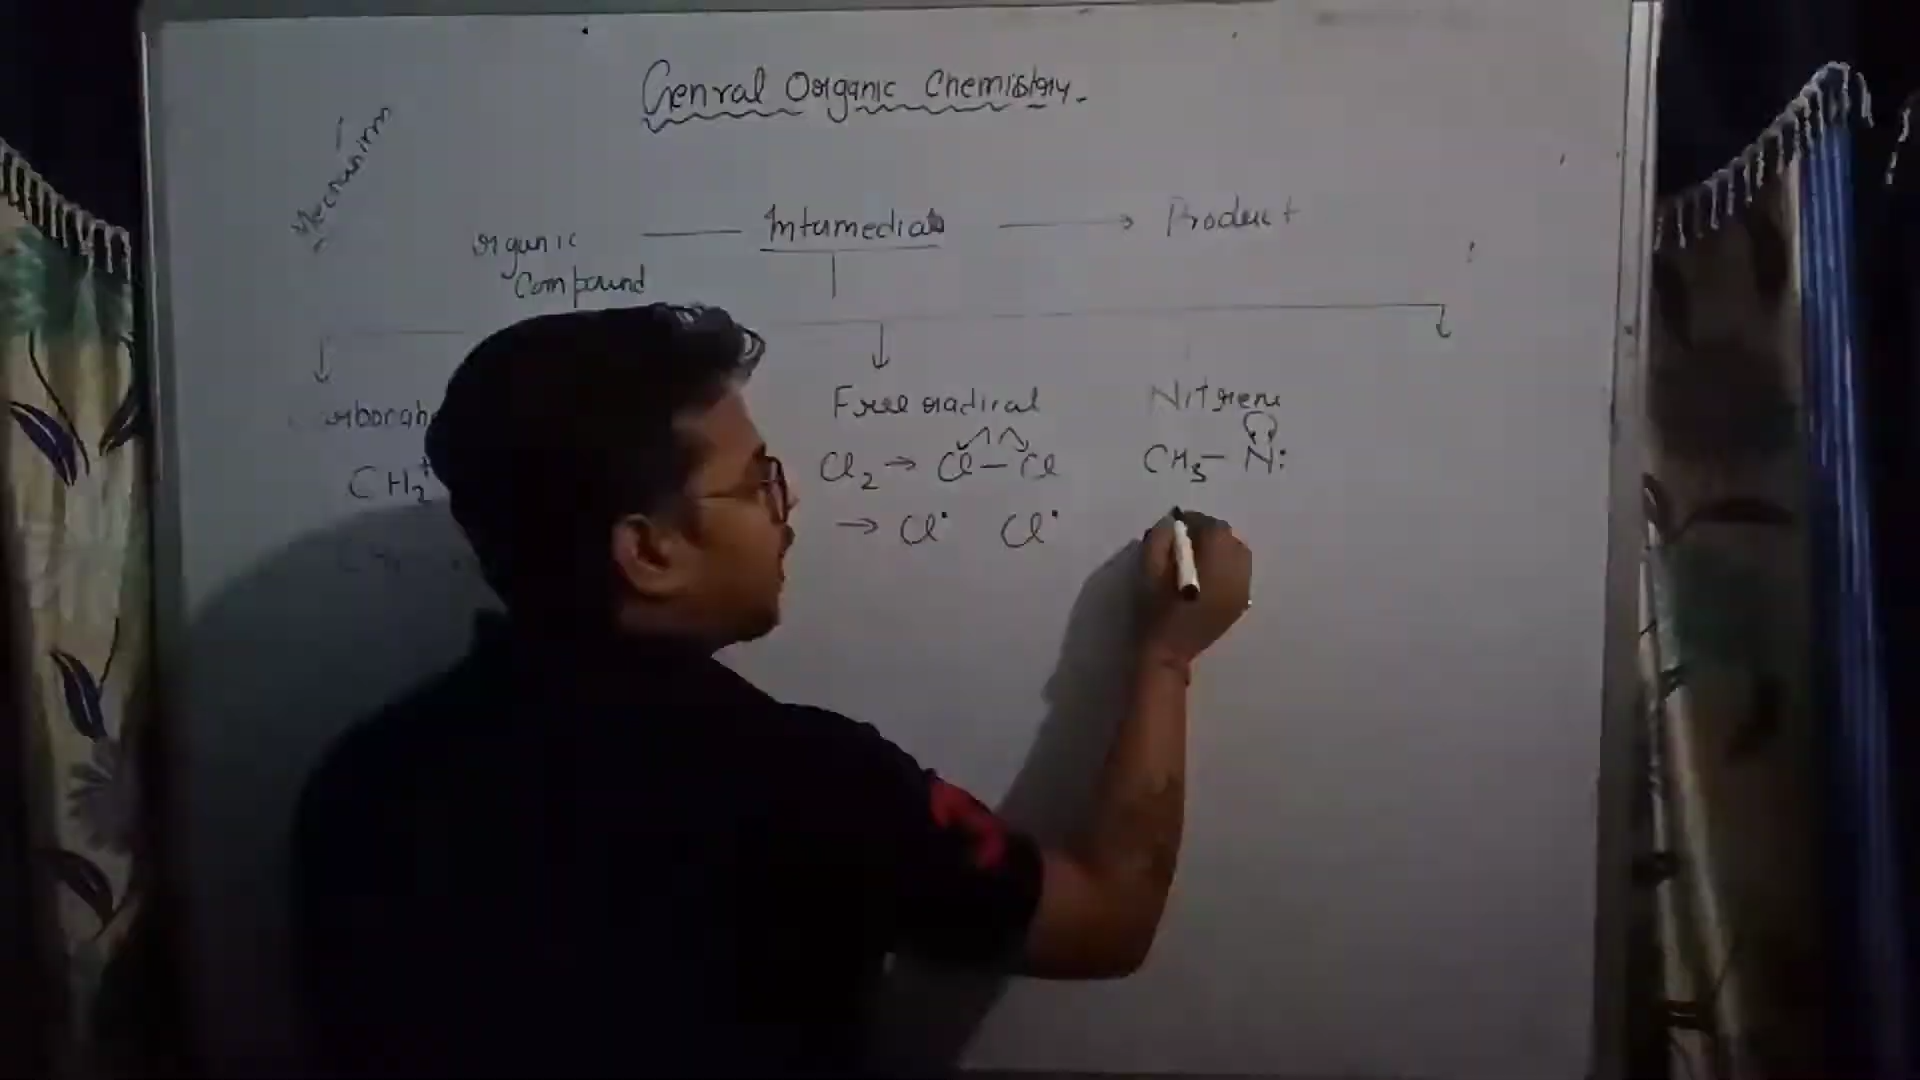 Genral Organic Chemistry.
Mechanism
Organic Compound — Intermediate → Product
Free radical
Nitrene
CH2+
Cl2 → Cl—Cl
CH3—N:
→ Cl• Cl•